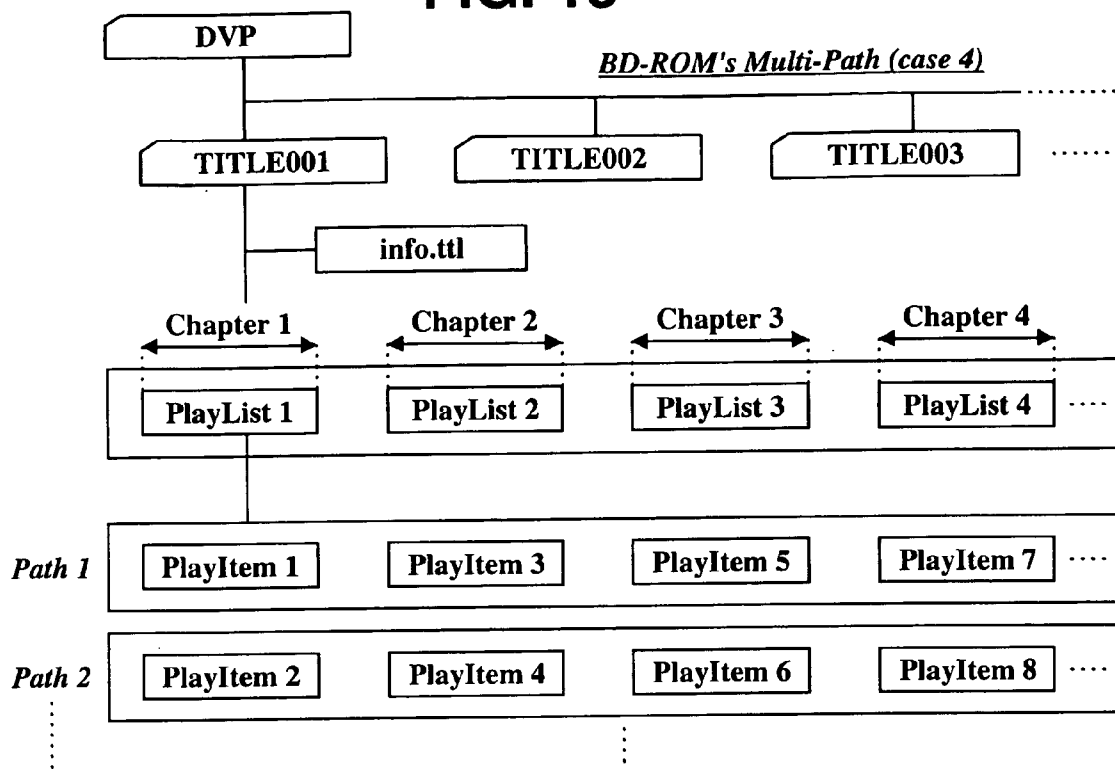 DVP
BD-ROM's Multi-Path (case 4)
TITLE001 TITLE002 TITLE003
info.ttl
Chapter 1 Chapter 2 Chapter 3 Chapter 4
PlayList 1 PlayList 2 PlayList 3 PlayList 4
Path 1 PlayItem 1 PlayItem 3 PlayItem 5 PlayItem 7
Path 2 PlayItem 2 PlayItem 4 PlayItem 6 PlayItem 8